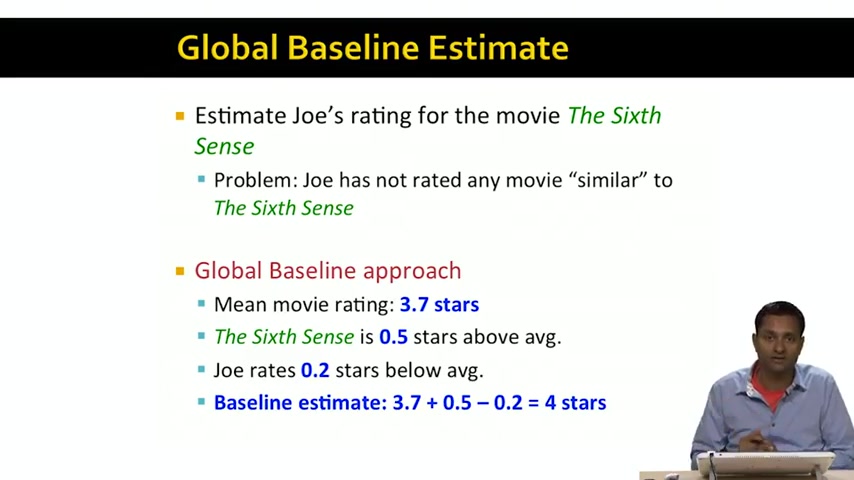 Global Baseline Estimate
Estimate Joe's rating for the movie The Sixth
Sense
Problem: Joe has not rated any movie “similar” to
The Sixth Sense
Global Baseline approach
Mean movie rating: 3.7 stars
The Sixth Sense is 0.5 stars above avg.
Joe rates 0.2 stars below avg.
Baseline estimate: 3.7 + 0.5 – 0.2 = 4 stars